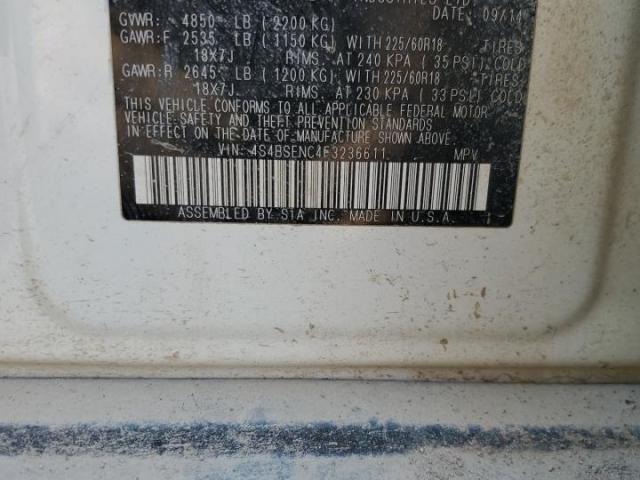 DATE: 09/14
GVWR: 4850 LB (2200 KG)
GAWR:F 2535 LB (1150 KG) WITH 225/60R18 TIRES
18X7J RIMS, AT 240 KPA (35 PSI) COLD
GAWR:R 2645 LB (1200 KG) WITH 225/60R18 TIRES
18X7J RIMS, AT 230 KPA (33 PSI) COLD
THIS VEHICLE CONFORMS TO ALL APPLICABLE FEDERAL MOTOR
VEHICLE SAFETY AND THEFT PREVENTION STANDARDS
IN EFFECT ON THE DATE OF MANUFACTURE SHOWN ABOVE.
VIN: 4S4BSENC4F3236611 MPV
ASSEMBLED BY SIA INC. MADE IN U.S.A.